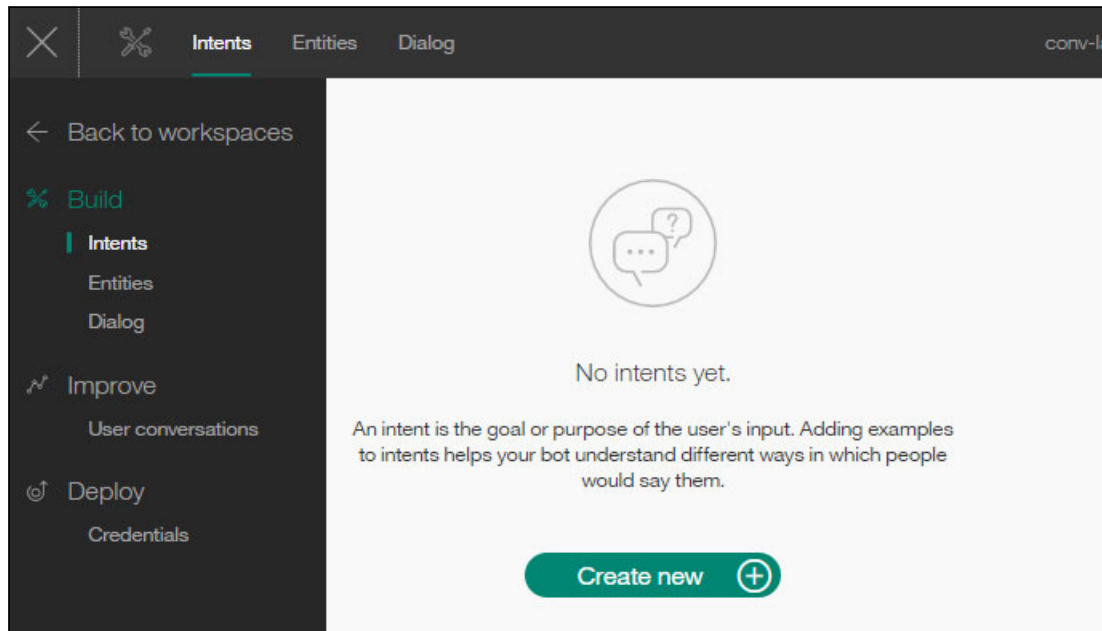 Intents Entities Dialog conv-la
Back to workspaces
Build
Intents
Entities
Dialog
Improve
User conversations
Deploy
Credentials
?
No intents yet.
An intent is the goal or purpose of the user's input. Adding examples
to intents helps your bot understand different ways in which people
would say them.
Create new